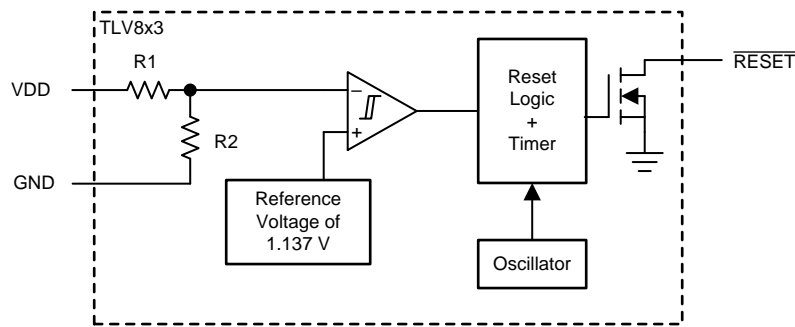 TLV8x3
R1
VDD
R2
GND
−
+
Reference
Voltage of
1.137 V
Reset
Logic
+
Timer
Oscillator
RESET